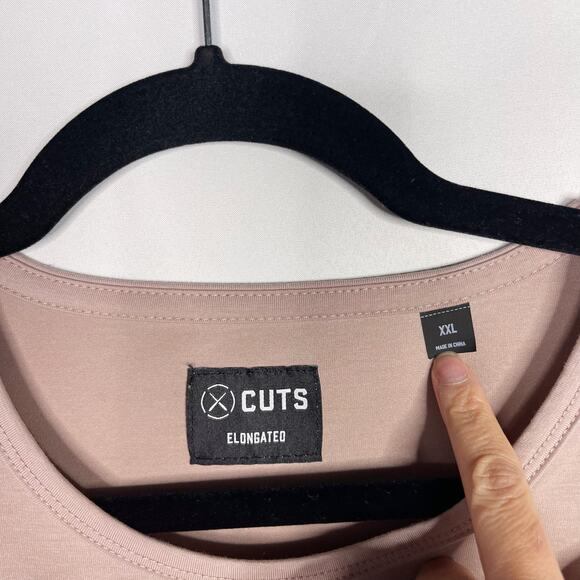 CUTS
ELONGATED
XXL
MADE IN CHINA